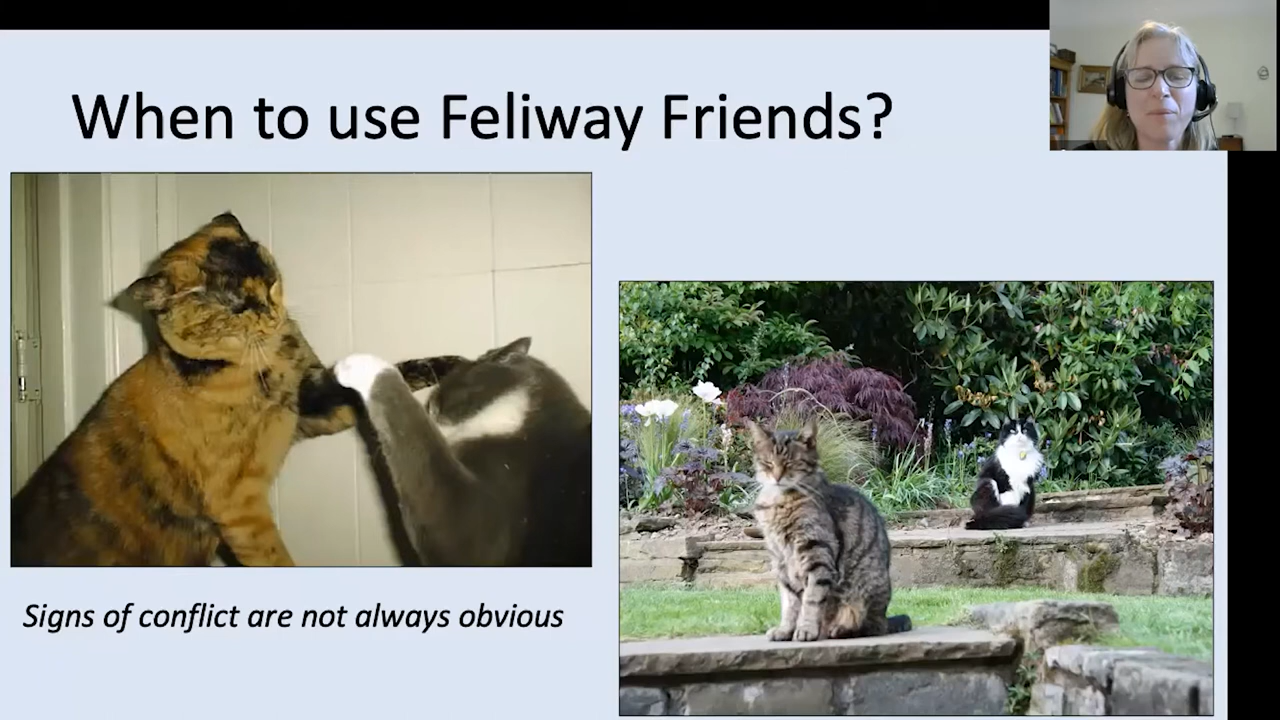 When to use Feliway Friends?
Signs of conflict are not always obvious